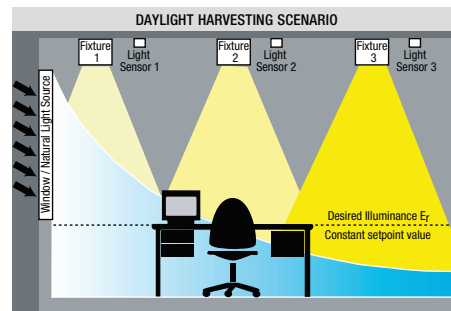 DAYLIGHT HARVESTING SCENARIO
Fixture
1
Light
Sensor 1
Fixture
2
Light
Sensor 2
Fixture
3
Light
Sensor 3
Window / Natural Light Source
Desired Illuminance Er
Constant setpoint value